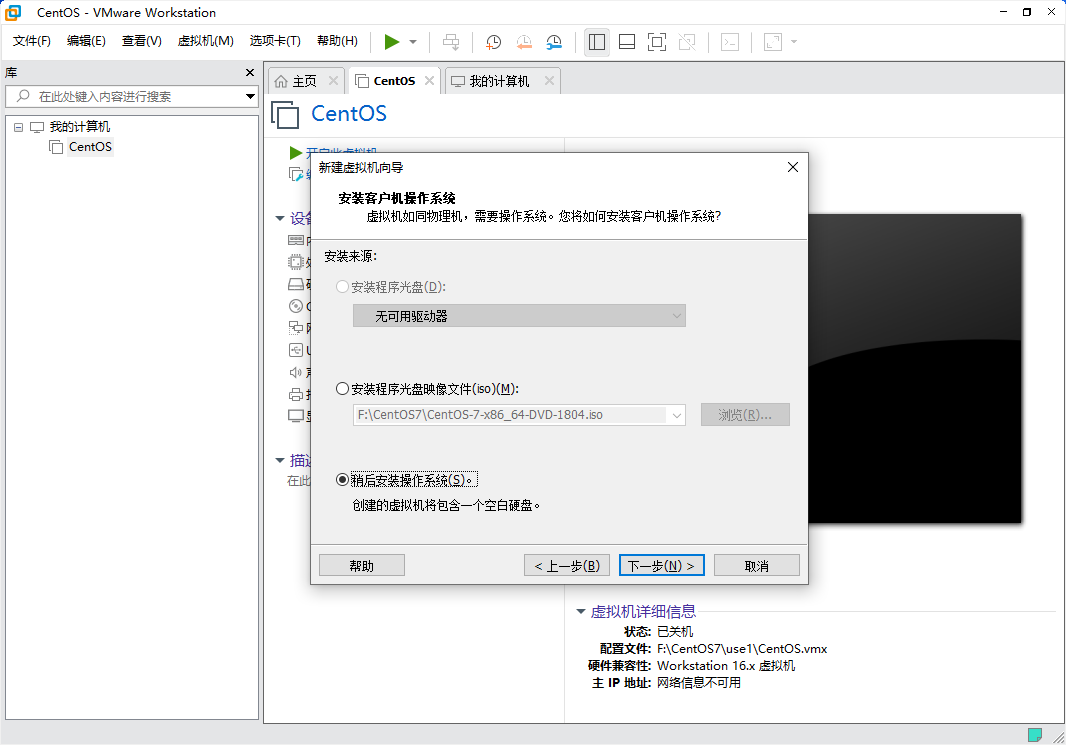 CentOS - VMware Workstation
文件(F) 编辑(E) 查看(V) 虚拟机(M) 选项卡(T) 帮助(H)
库
在此处键入内容进行搜索
我的计算机
CentOS
主页 CentOS 我的计算机
CentOS
新建虚拟机向导
安装客户机操作系统
虚拟机如同物理机，需要操作系统。您将如何安装客户机操作系统?
安装来源:
安装程序光盘(D):
无可用驱动器
安装程序光盘映像文件(iso)(M):
F:\CentOS7\CentOS-7-x86_64-DVD-1804.iso
浏览(R)...
稍后安装操作系统(S)。
创建的虚拟机将包含一个空白硬盘。
帮助 < 上一步(B) 下一步(N) > 取消
虚拟机详细信息
状态: 已关机
配置文件: F:\CentOS7\use1\CentOS.vmx
硬件兼容性: Workstation 16.x 虚拟机
主 IP 地址: 网络信息不可用